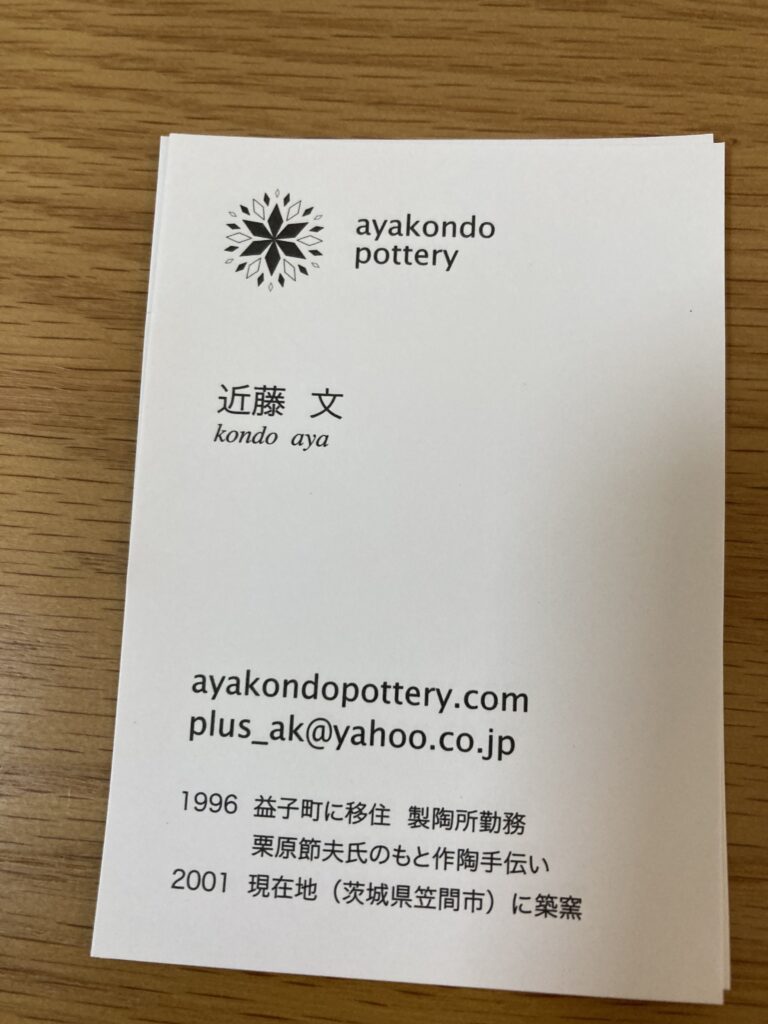 ayakondo
pottery
近藤 文
kondo aya
ayakondopottery.com
plus_ak@yahoo.co.jp
1996 益子町に移住 製陶所勤務
栗原節夫氏のもと作陶手伝い
2001 現在地（茨城県笠間市）に築窯